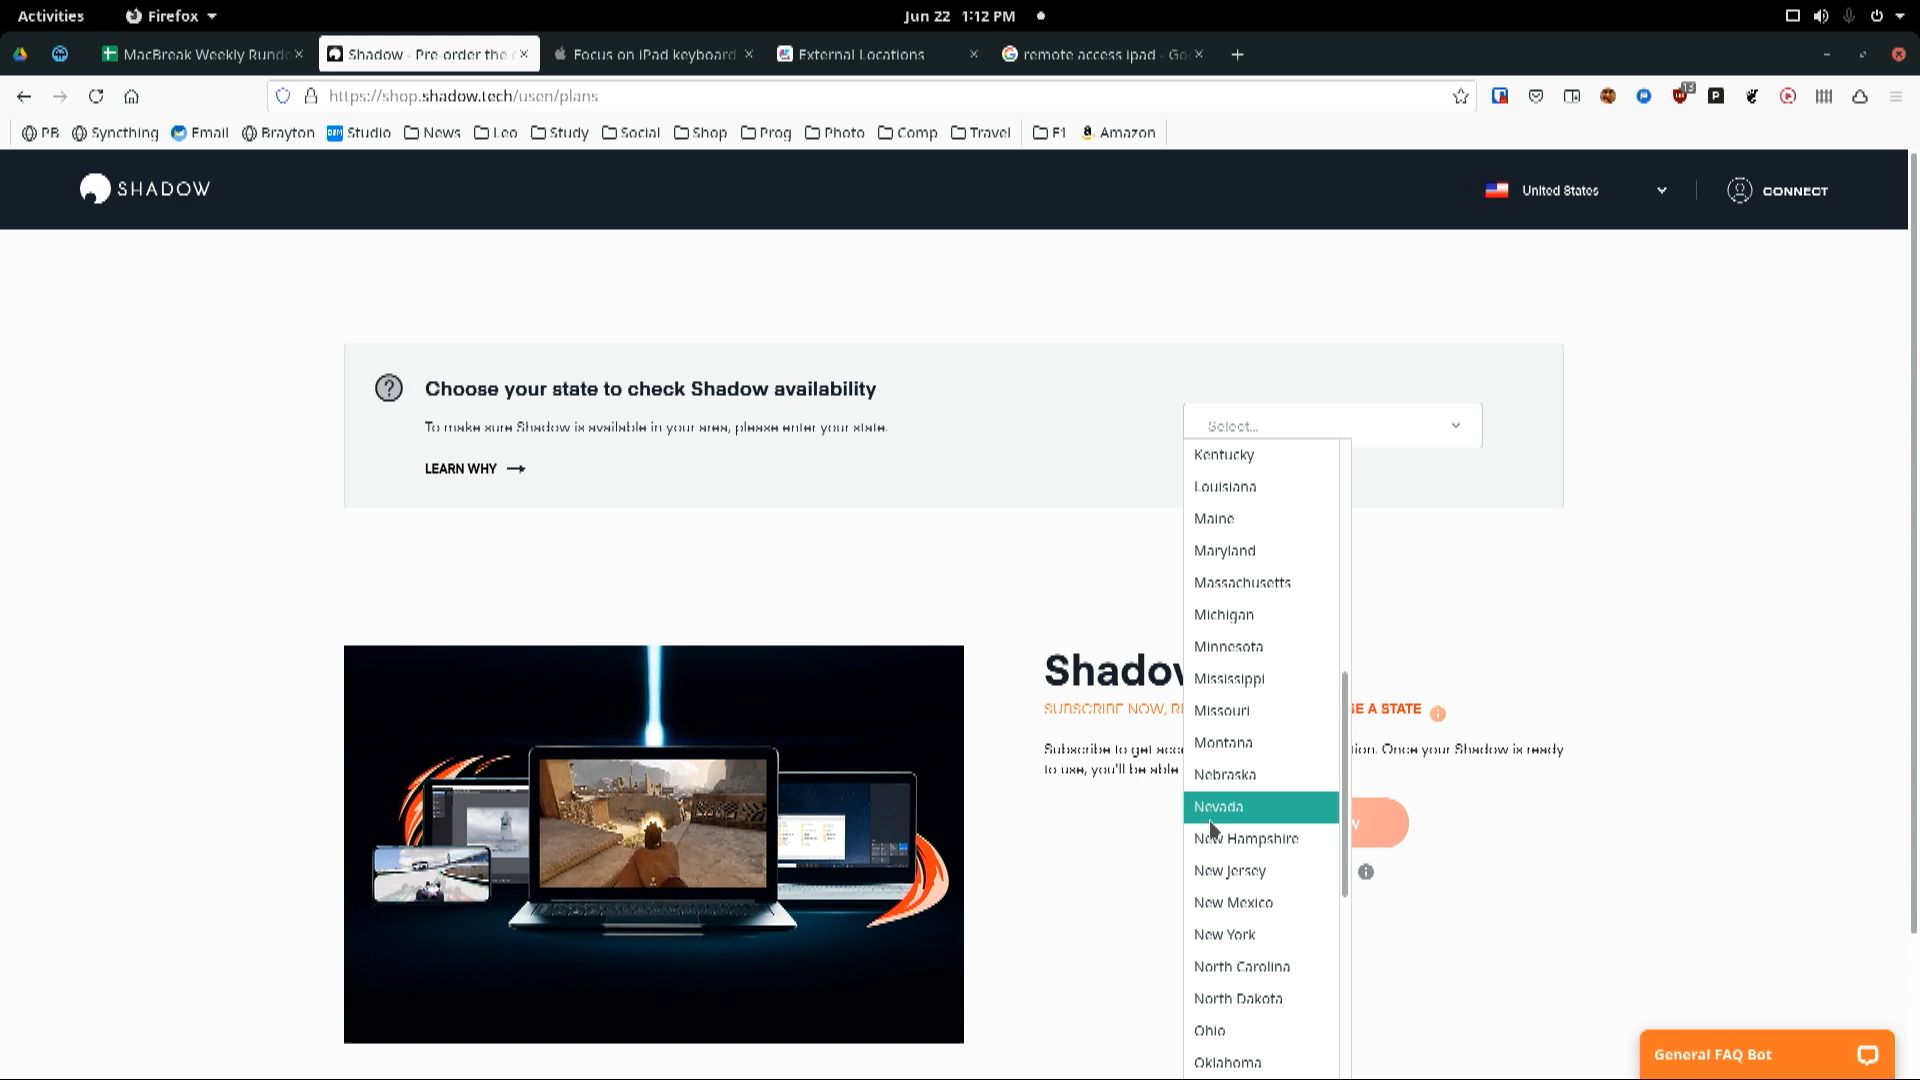 Activities Firefox Jun 22 1:12 PM
MacBreak Weekly Rundo Shadow - Pre-order the c Focus on iPad keyboard External Locations remote access ipad - Goo
https://shop.shadow.tech/usen/plans 13
PB Syncthing Email Brayton Studio News Leo Study Social Shop Prog Photo Comp Travel F1 Amazon
SHADOW United States CONNECT
Choose your state to check Shadow availability
To make sure Shadow is available in your area, please enter your state.
LEARN WHY
Select...
Kentucky
Louisiana
Maine
Maryland
Massachusetts
Michigan
Minnesota
Mississippi
Missouri
Montana
Nebraska
Nevada
New Hampshire
New Jersey
New Mexico
New York
North Carolina
North Dakota
Ohio
Oklahoma
Shadow
SUBSCRIBE NOW, R SE A STATE
Subscribe to get acce tion. Once your Shadow is ready
to use, you'll be able
General FAQ Bot